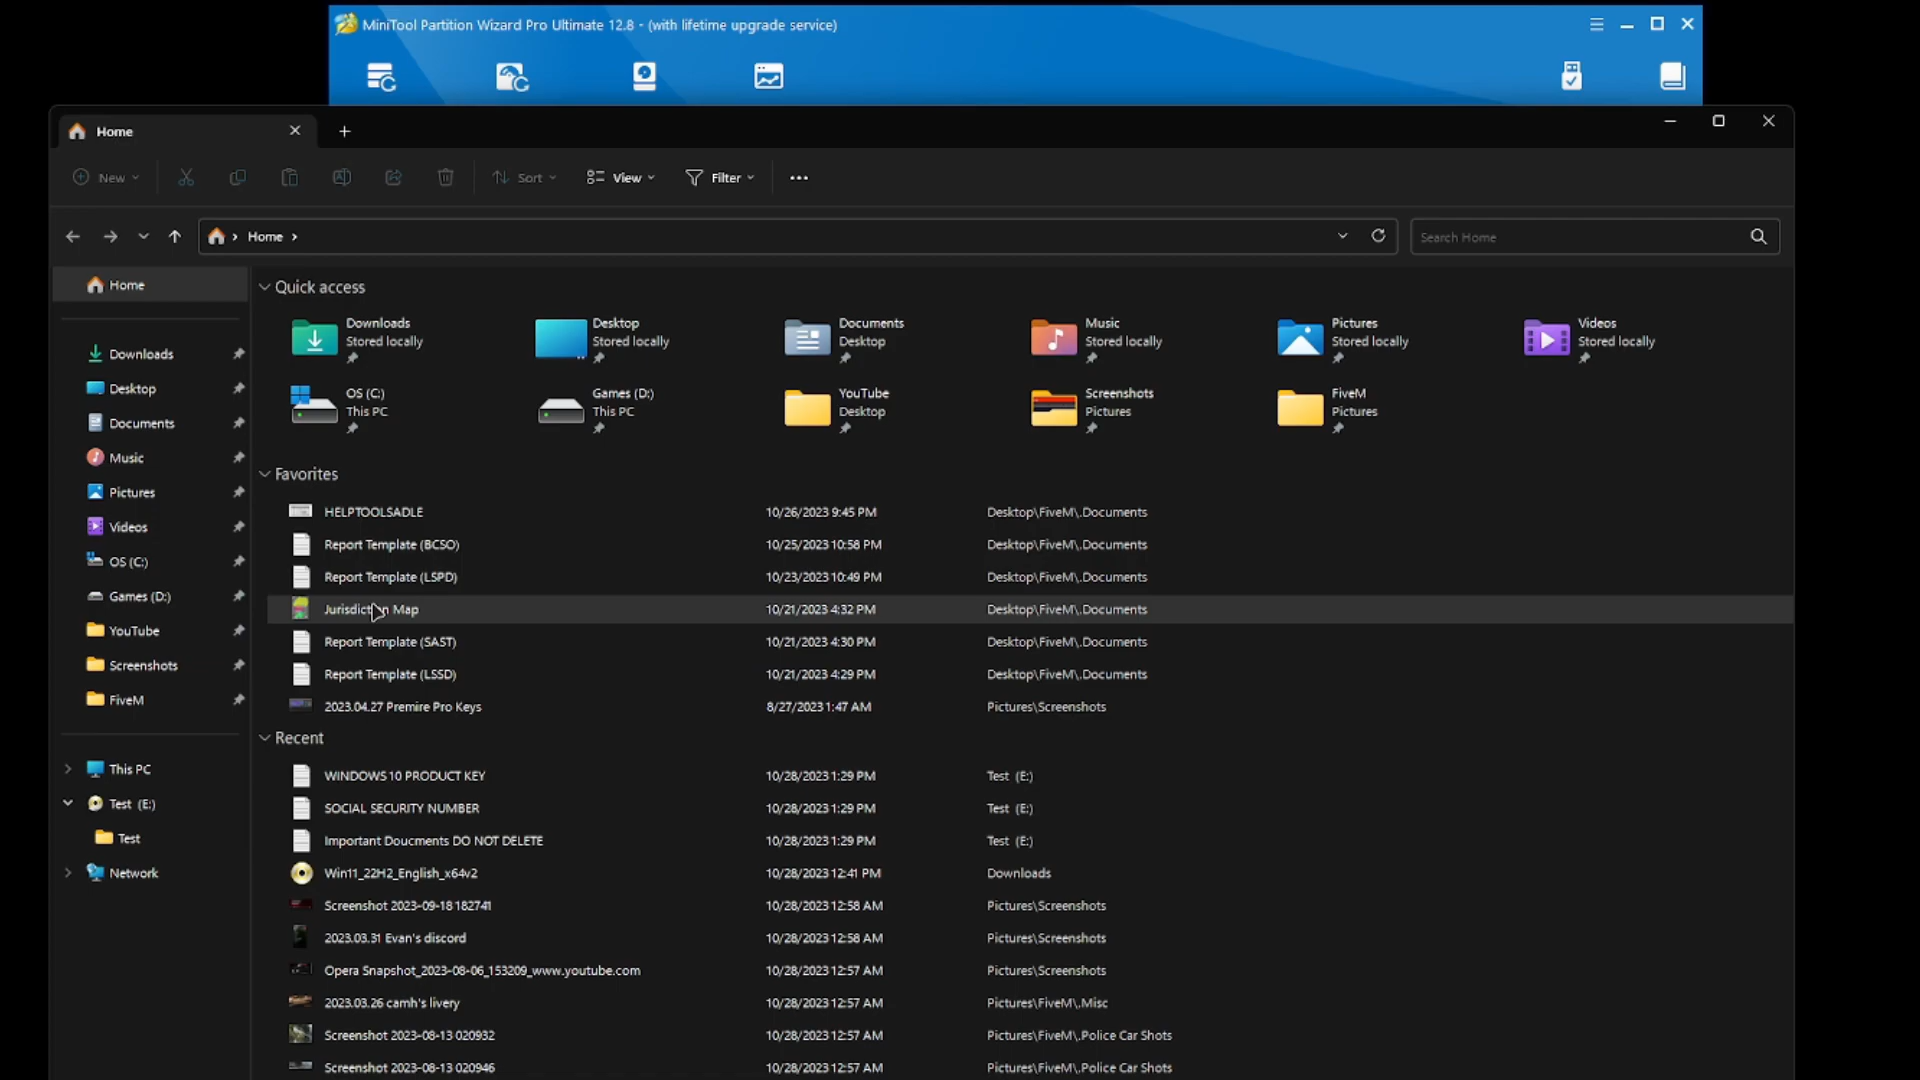 MiniTool Partition Wizard Pro Ultimate 12.8 - (with lifetime upgrade service)
Home
New
Sort
View
Filter
Home
Search Home
Home
Downloads
Desktop
Documents
Music
Pictures
Videos
OS (C:)
Games (D:)
YouTube
Screenshots
FiveM
This PC
Test (E:)
Test
Network
Quick access
Downloads
Stored locally
Desktop
Stored locally
Documents
Desktop
Music
Stored locally
Pictures
Stored locally
Videos
Stored locally
OS (C:)
This PC
Games (D:)
This PC
YouTube
Desktop
Screenshots
Pictures
FiveM
Pictures
Favorites
HELPTOOLSADLE 10/26/2023 9:45 PM Desktop\FiveM\.Documents
Report Template (BCSO) 10/25/2023 10:58 PM Desktop\FiveM\.Documents
Report Template (LSPD) 10/23/2023 10:49 PM Desktop\FiveM\.Documents
Jurisdiction Map 10/21/2023 4:32 PM Desktop\FiveM\.Documents
Report Template (SAST) 10/21/2023 4:30 PM Desktop\FiveM\.Documents
Report Template (LSSD) 10/21/2023 4:29 PM Desktop\FiveM\.Documents
2023.04.27 Premire Pro Keys 8/27/2023 1:47 AM Pictures\Screenshots
Recent
WINDOWS 10 PRODUCT KEY 10/28/2023 1:29 PM Test (E:)
SOCIAL SECURITY NUMBER 10/28/2023 1:29 PM Test (E:)
Important Doucments DO NOT DELETE 10/28/2023 1:29 PM Test (E:)
Win11_22H2_English_x64v2 10/28/2023 12:41 PM Downloads
Screenshot 2023-09-18 182741 10/28/2023 12:58 AM Pictures\Screenshots
2023.03.31 Evan's discord 10/28/2023 12:58 AM Pictures\Screenshots
Opera Snapshot_2023-08-06_153209_www.youtube.com 10/28/2023 12:57 AM Pictures\Screenshots
2023.03.26 camh's livery 10/28/2023 12:57 AM Pictures\FiveM\.Misc
Screenshot 2023-08-13 020932 10/28/2023 12:57 AM Pictures\FiveM\.Police Car Shots
Screenshot 2023-08-13 020946 10/28/2023 12:57 AM Pictures\FiveM\.Police Car Shots